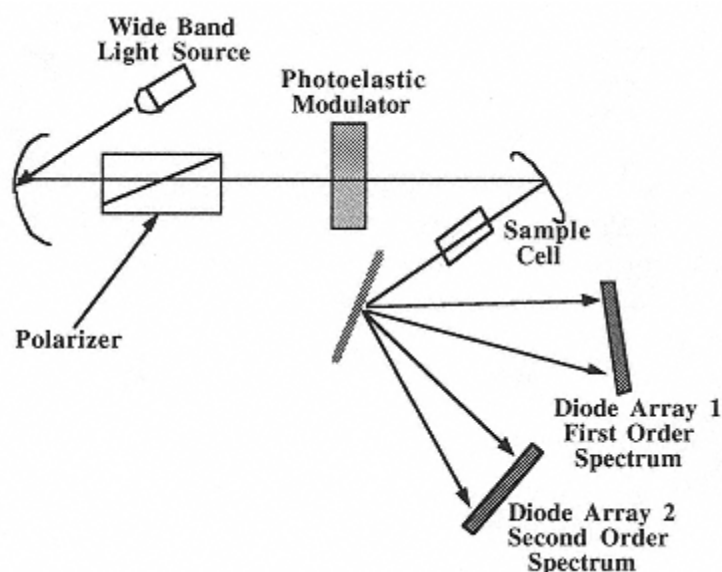 Wide Band
Light Source
Photoelastic
Modulator
Sample
Cell
Polarizer
Diode Array 1
First Order
Spectrum
Diode Array 2
Second Order
Spectrum